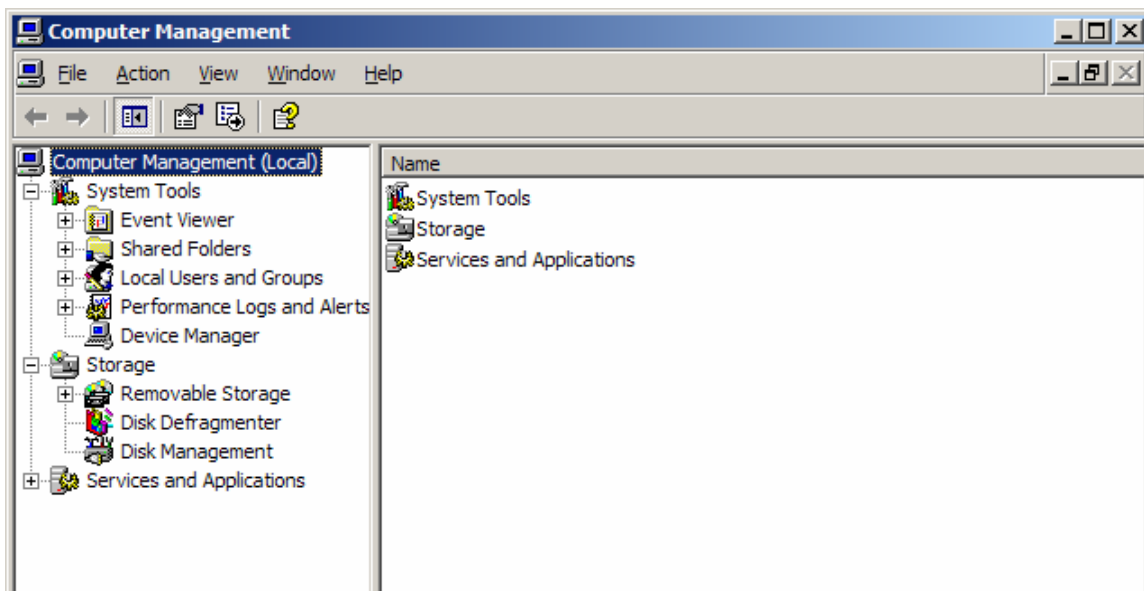 Computer Management
File Action View Window Help
Computer Management (Local)
System Tools
Event Viewer
Shared Folders
Local Users and Groups
Performance Logs and Alerts
Device Manager
Storage
Removable Storage
Disk Defragmenter
Disk Management
Services and Applications
Name
System Tools
Storage
Services and Applications